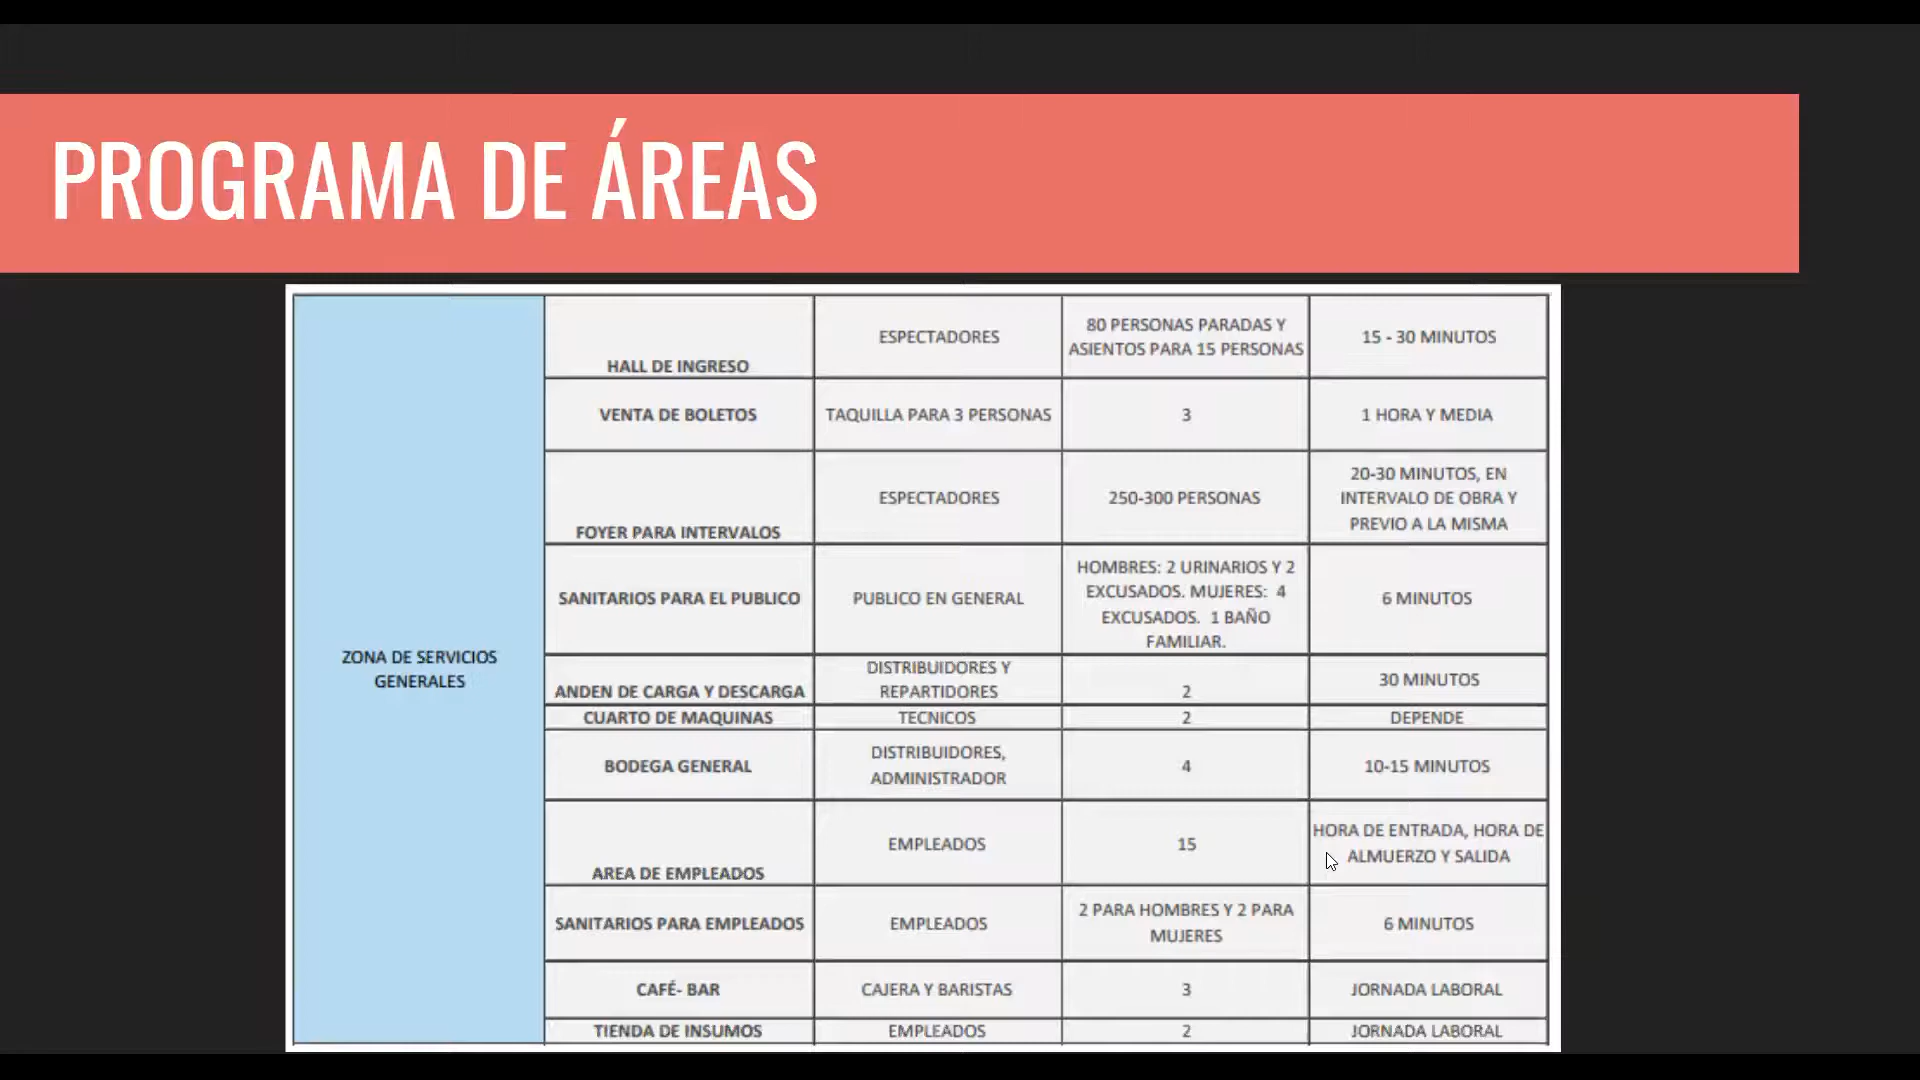 PROGRAMA DE ÁREAS
ZONA DE SERVICIOS
GENERALES
HALL DE INGRESO
ESPECTADORES
80 PERSONAS PARADAS Y
ASIENTOS PARA 15 PERSONAS
15 - 30 MINUTOS
VENTA DE BOLETOS
TAQUILLA PARA 3 PERSONAS
3
1 HORA Y MEDIA
FOYER PARA INTERVALOS
ESPECTADORES
250-300 PERSONAS
20-30 MINUTOS, EN
INTERVALO DE OBRA Y
PREVIO A LA MISMA
SANITARIOS PARA EL PUBLICO
PUBLICO EN GENERAL
HOMBRES: 2 URINARIOS Y 2
EXCUSADOS. MUJERES: 4
EXCUSADOS. 1 BAÑO
FAMILIAR.
6 MINUTOS
ANDEN DE CARGA Y DESCARGA
DISTRIBUIDORES Y
REPARTIDORES
2
30 MINUTOS
CUARTO DE MAQUINAS
TECNICOS
2
DEPENDE
BODEGA GENERAL
DISTRIBUIDORES,
ADMINISTRADOR
4
10-15 MINUTOS
AREA DE EMPLEADOS
EMPLEADOS
15
HORA DE ENTRADA, HORA DE
ALMUERZO Y SALIDA
SANITARIOS PARA EMPLEADOS
EMPLEADOS
2 PARA HOMBRES Y 2 PARA
MUJERES
6 MINUTOS
CAFÉ- BAR
CAJERA Y BARISTAS
3
JORNADA LABORAL
TIENDA DE INSUMOS
EMPLEADOS
2
JORNADA LABORAL